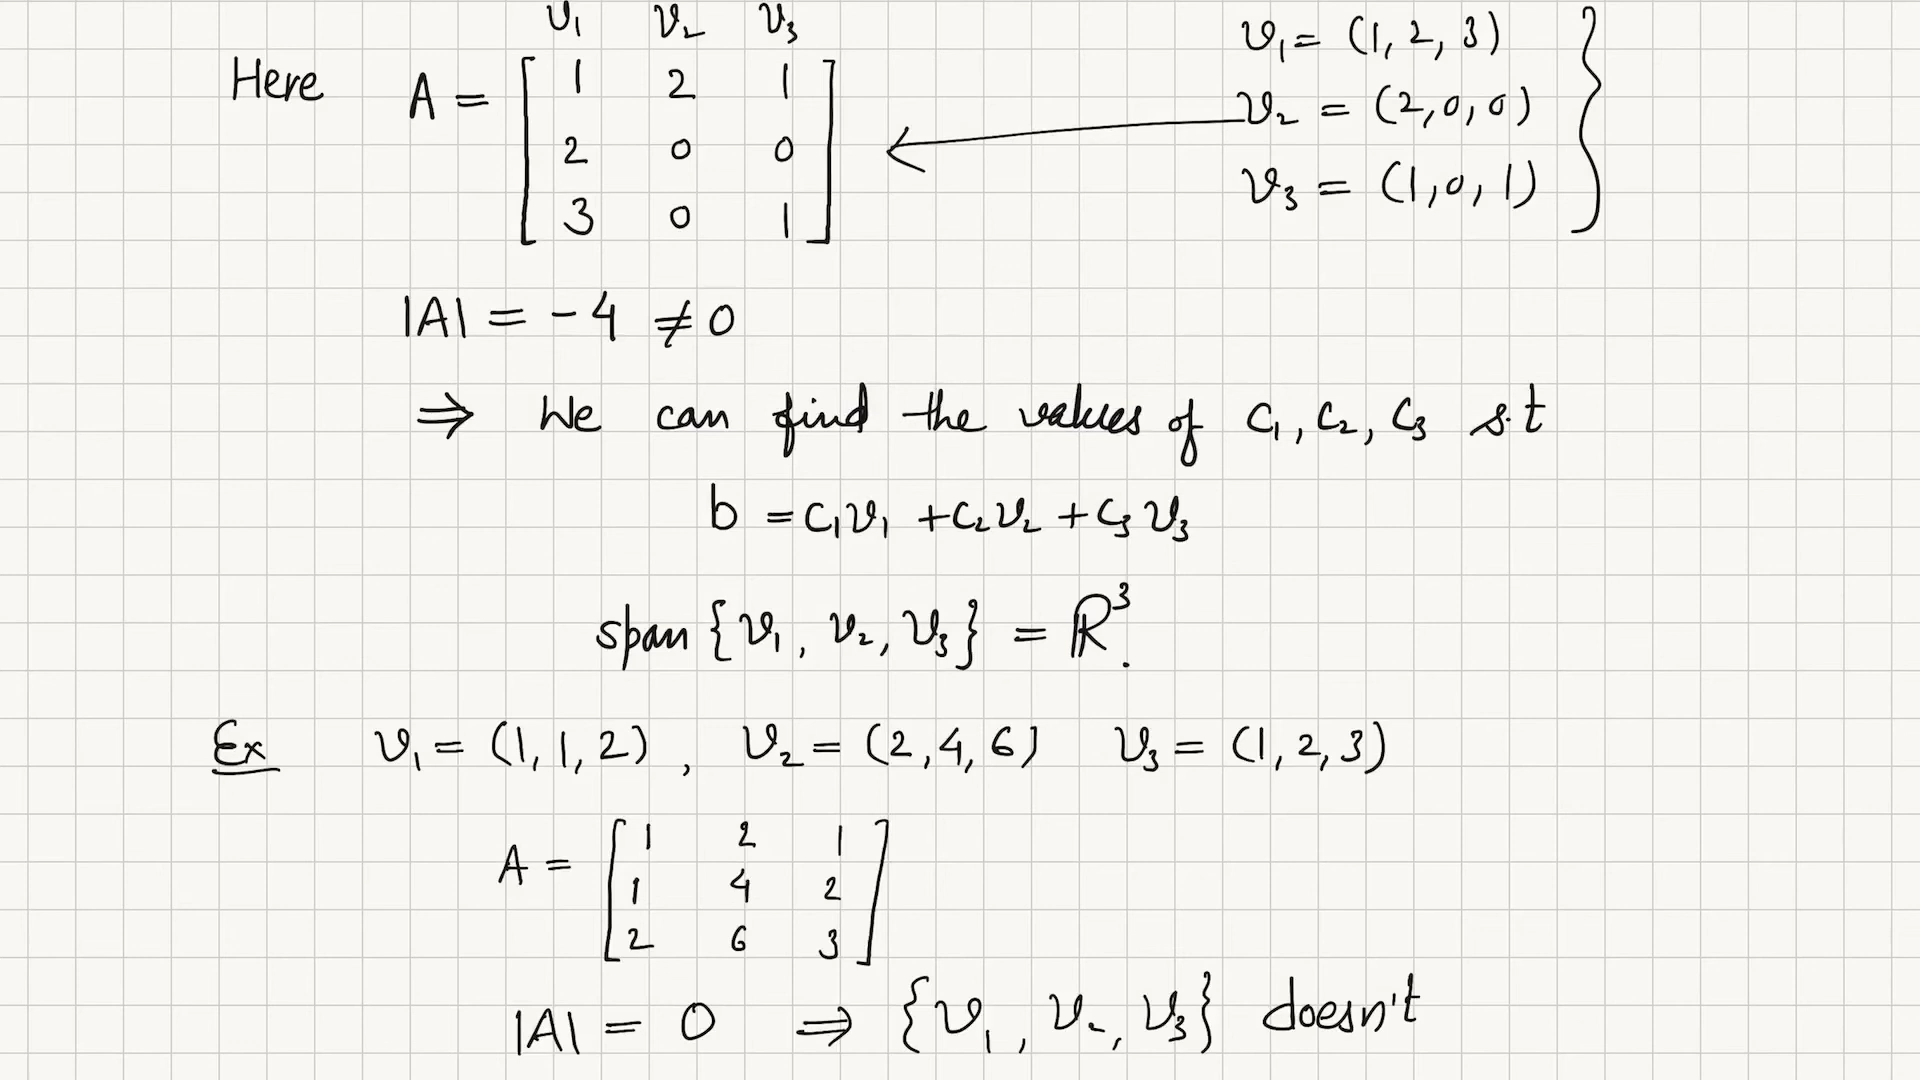 v₁ v₂ v₃
Here A = [1 2 1
2 0 0
3 0 1]
v₁ = (1, 2, 3)
v₂ = (2, 0, 0)
v₃ = (1, 0, 1)
|A| = -4 ≠ 0
⇒ We can find the values of c₁, c₂, c₃ s.t
b = c₁v₁ + c₂v₂ + c₃v₃
span {v₁, v₂, v₃} = ℝ³.
Ex v₁ = (1, 1, 2), v₂ = (2, 4, 6) v₃ = (1, 2, 3)
A = [1 2 1
1 4 2
2 6 3]
|A| = 0 ⇒ {v₁, v₂, v₃} doesn't